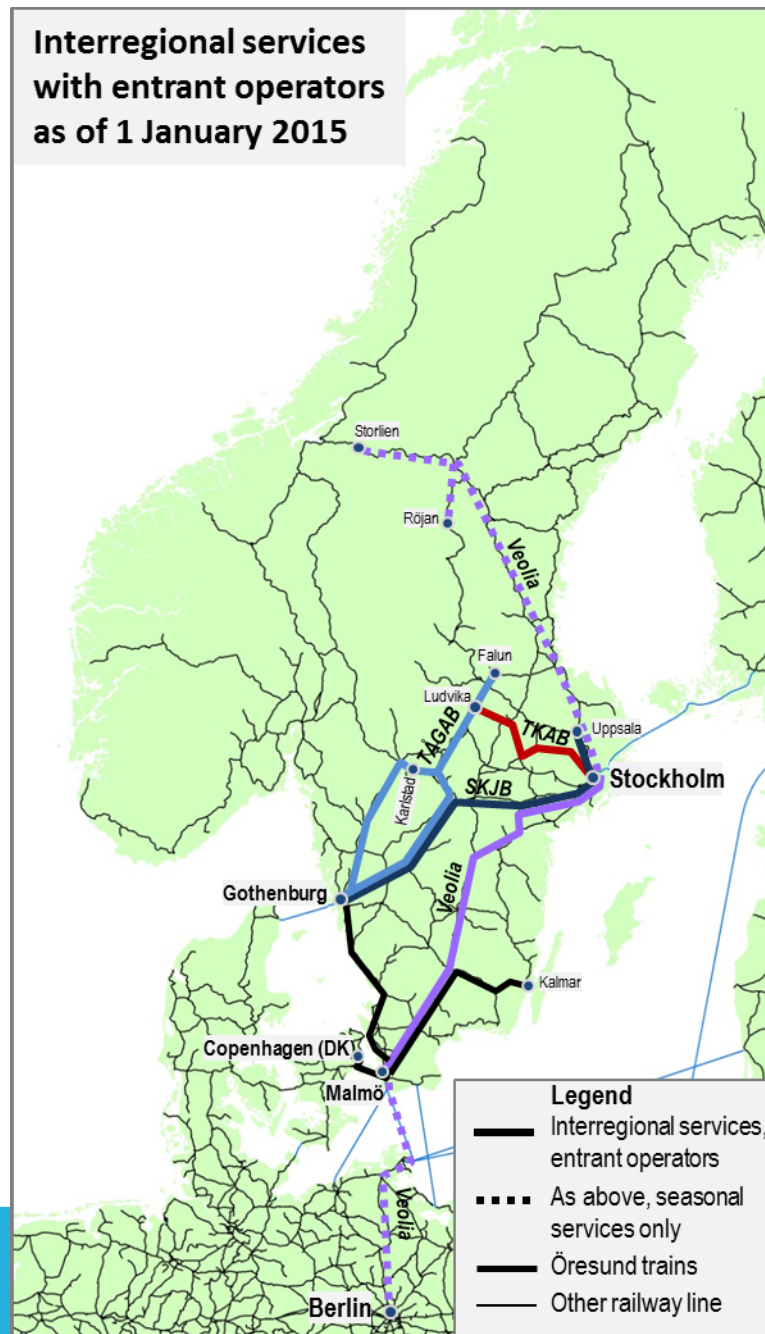 Interregional services
with entrant operators
as of 1 January 2015
Storlien
Röjan
Veolia
Falun
Ludvika
TÅGAB
TKAB
Uppsala
Stockholm
Karlstad
SKJB
Veolia
Gothenburg
Kalmar
Copenhagen (DK)
Malmö
Veolia
Berlin
Legend
Interregional services,
entrant operators
As above, seasonal
services only
Öresund trains
Other railway line